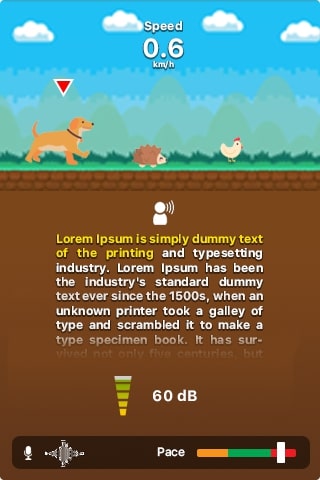 Speed
0.6
km/h
Lorem Ipsum is simply dummy text
of the printing and typesetting
industry. Lorem Ipsum has been
the industry's standard dummy
text ever since the 1500s, when an
unknown printer took a galley of
type and scrambled it to make a
type specimen book. It has sur-
vived not only five centuries, but
60 dB
Pace